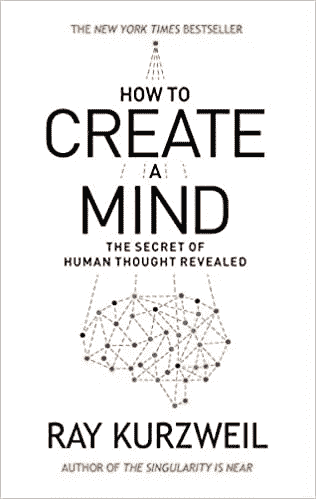 THE NEW YORK TIMES BESTSELLER
HOW TO
CREATE
A
MIND
THE SECRET OF
HUMAN THOUGHT REVEALED
RAY KURZWEIL
AUTHOR OF THE SINGULARITY IS NEAR